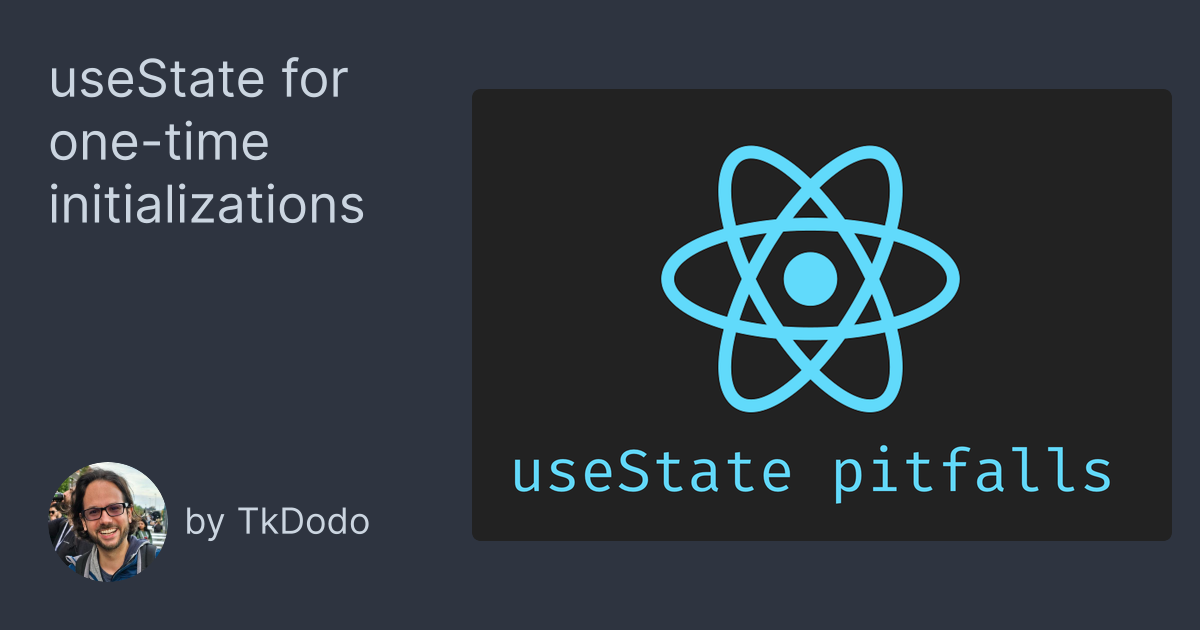 useState for
one-time
initializations
useState pitfalls
by TkDodo